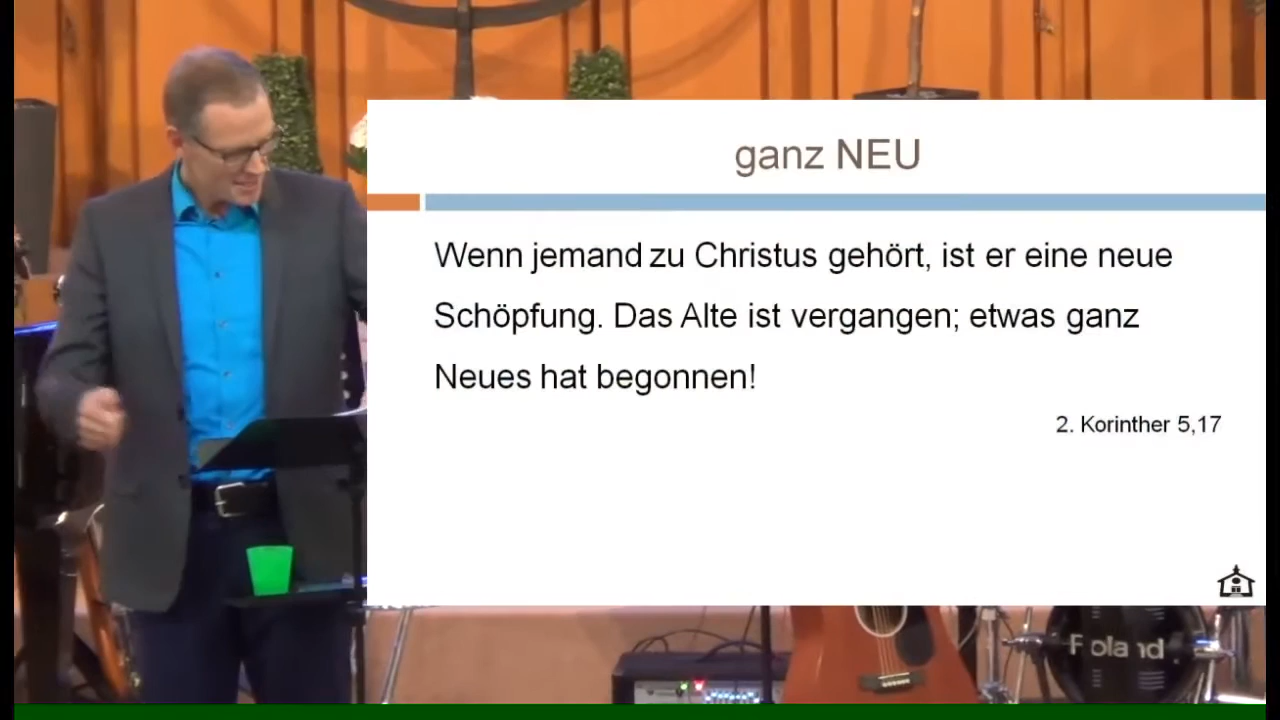 ganz NEU
Wenn jemand zu Christus gehört, ist er eine neue
Schöpfung. Das Alte ist vergangen; etwas ganz
Neues hat begonnen!
2. Korinther 5,17
Roland